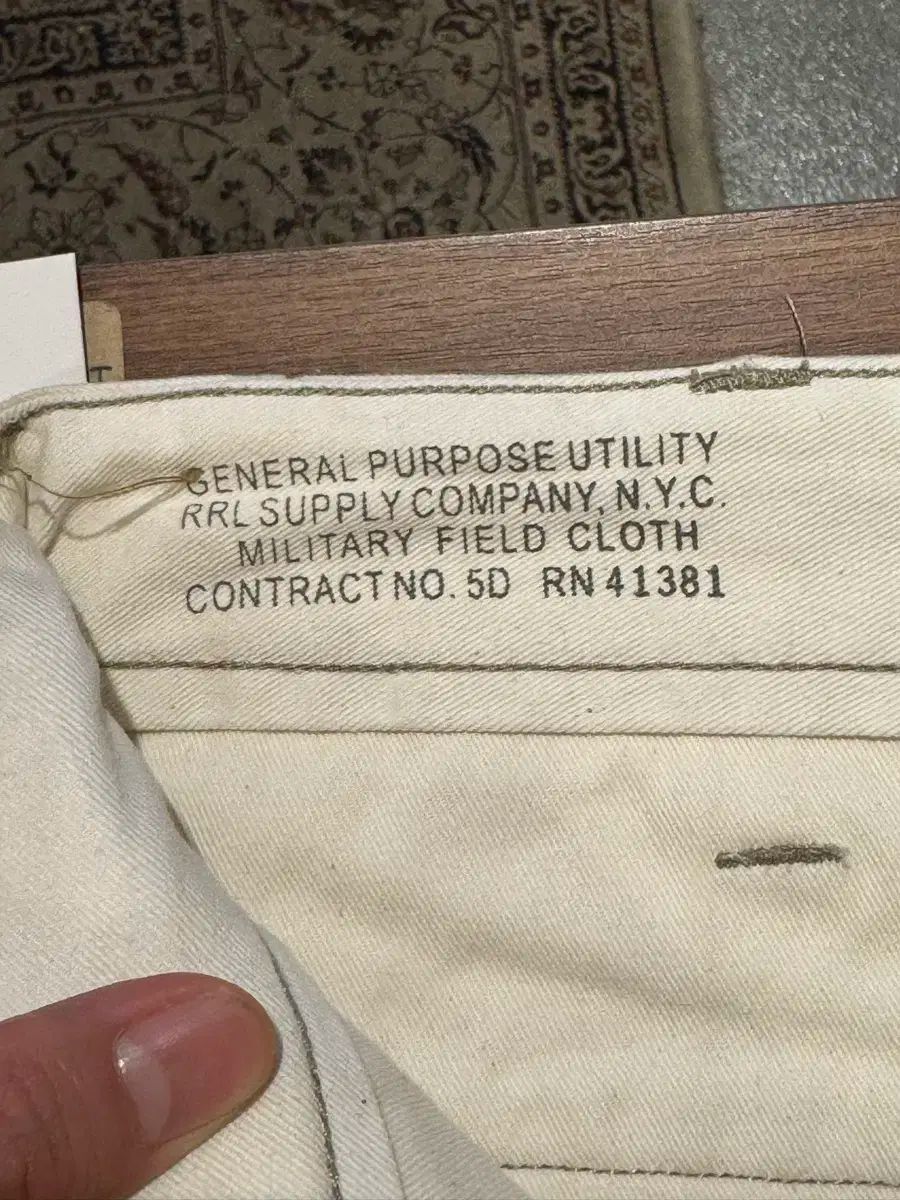 GENERAL PURPOSE UTILITY
RRL SUPPLY COMPANY, N.Y.C.
MILITARY FIELD CLOTH
CONTRACT NO. 5D RN 41381